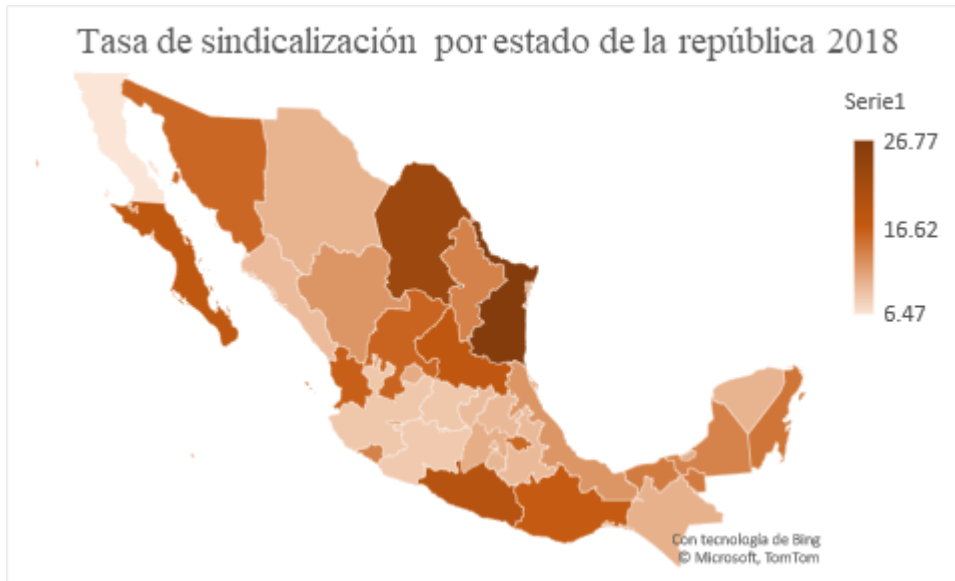 Tasa de sindicalización por estado de la república 2018
Serie1
26.77
16.62
6.47
Con tecnología de Bing
© Microsoft, TomTom